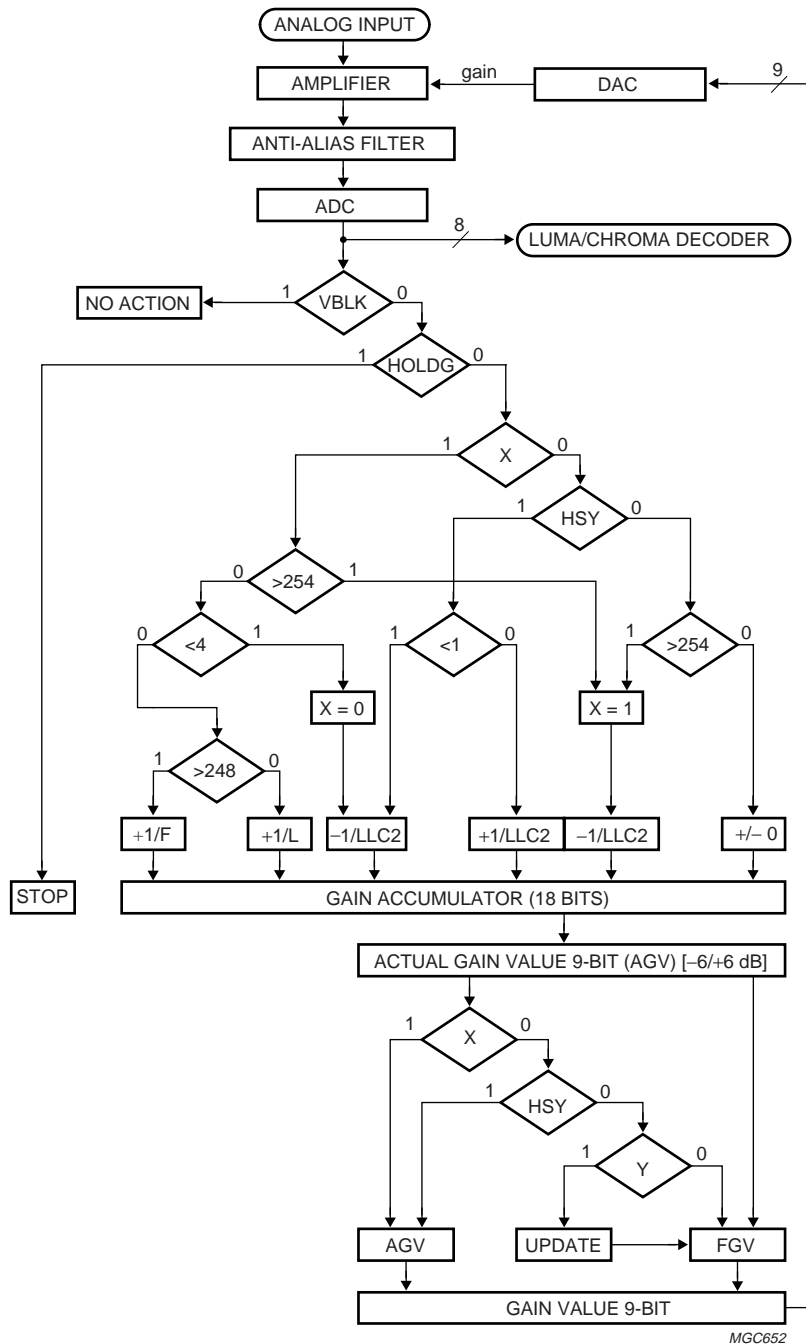 ANALOG INPUT
AMPLIFIER
gain
DAC
9
ANTI-ALIAS FILTER
ADC
8
LUMA/CHROMA DECODER
NO ACTION
1
VBLK
0
1
HOLDG
0
1
X
0
1
HSY
0
0
>254
1
0
<4
1
1
<1
0
1
>254
0
X = 0
X = 1
1
>248
0
+1/F
+1/L
−1/LLC2
+1/LLC2
−1/LLC2
+/− 0
STOP
GAIN ACCUMULATOR (18 BITS)
ACTUAL GAIN VALUE 9-BIT (AGV) [−6/+6 dB]
1
X
0
1
HSY
0
1
Y
0
AGV
UPDATE
FGV
GAIN VALUE 9-BIT
MGC652